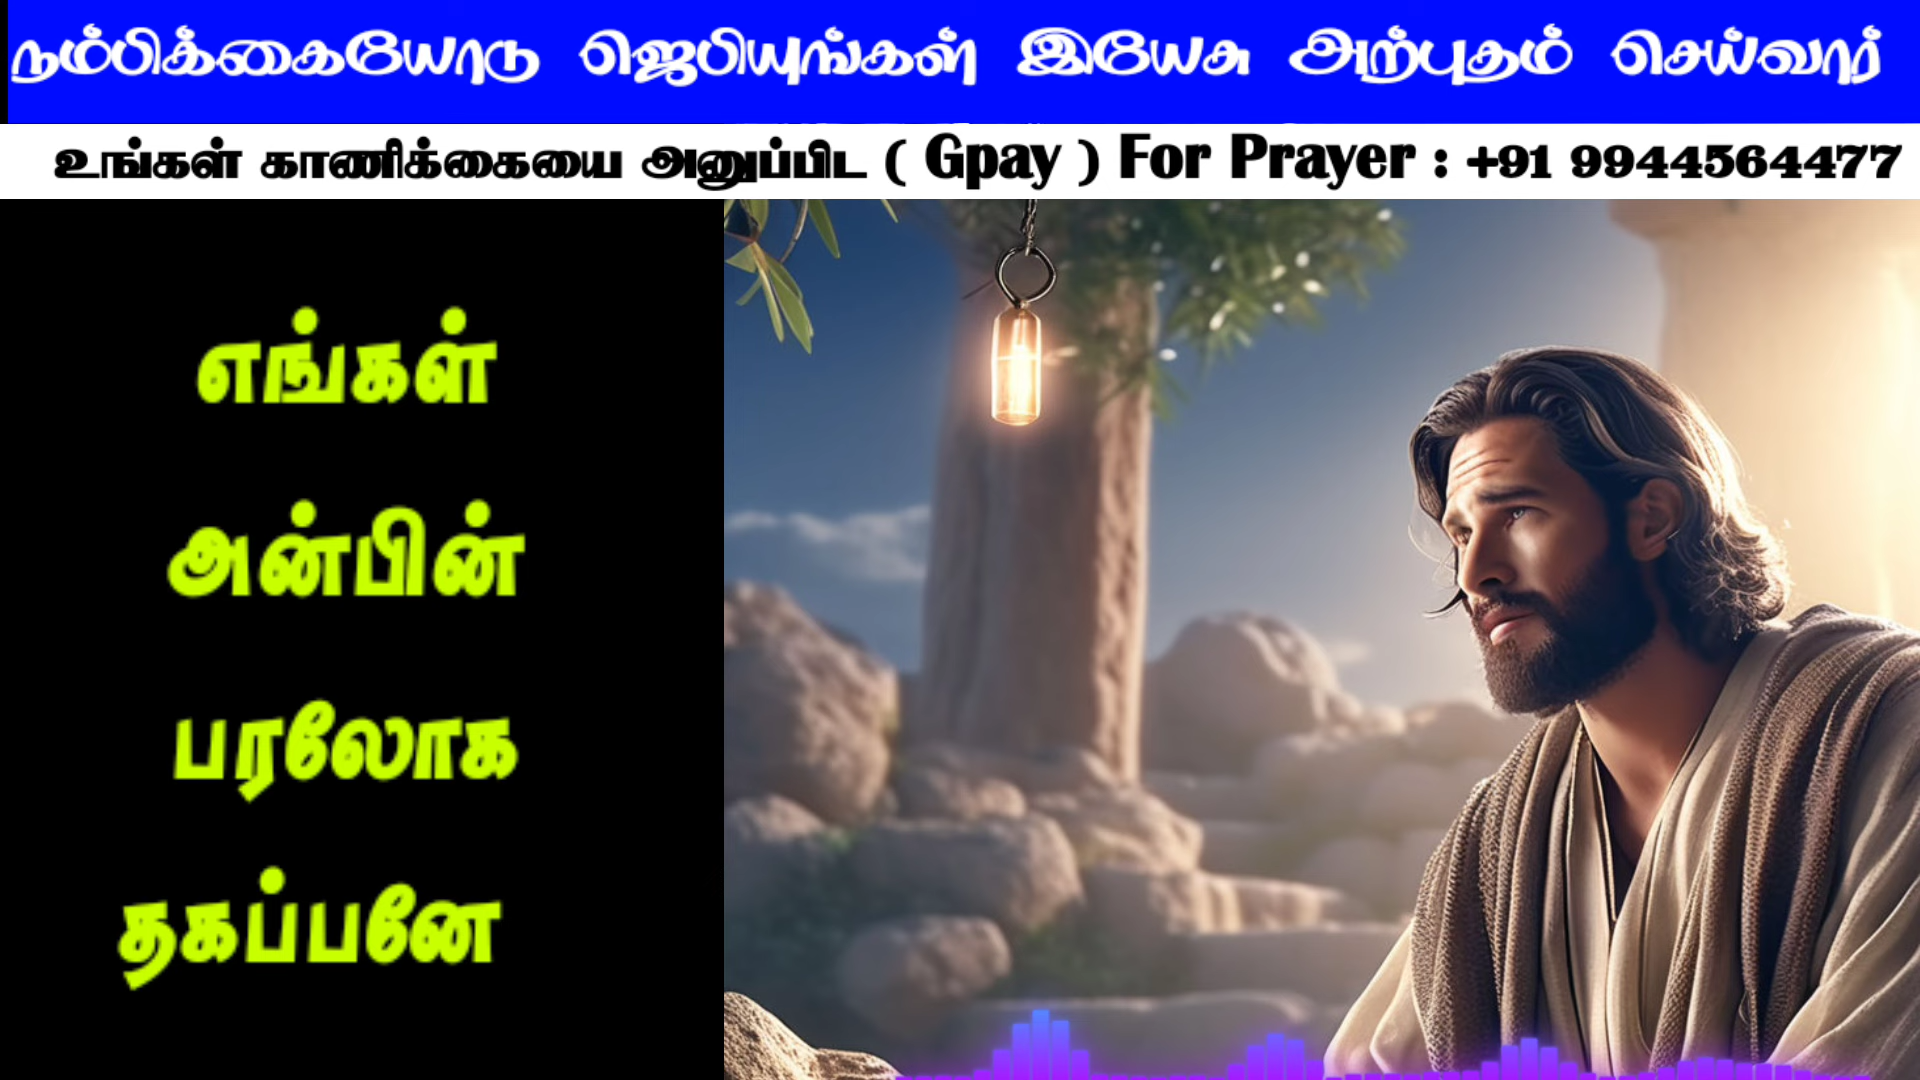 நம்பிக்கையோடு ஜெபியுங்கள் இயேசு அற்புதம் செய்வார்
உங்கள் காணிக்கையை அனுப்பிட ( Gpay ) For Prayer : +91 9944564477
எங்கள்
அன்பின்
பரலோக
தகப்பனே